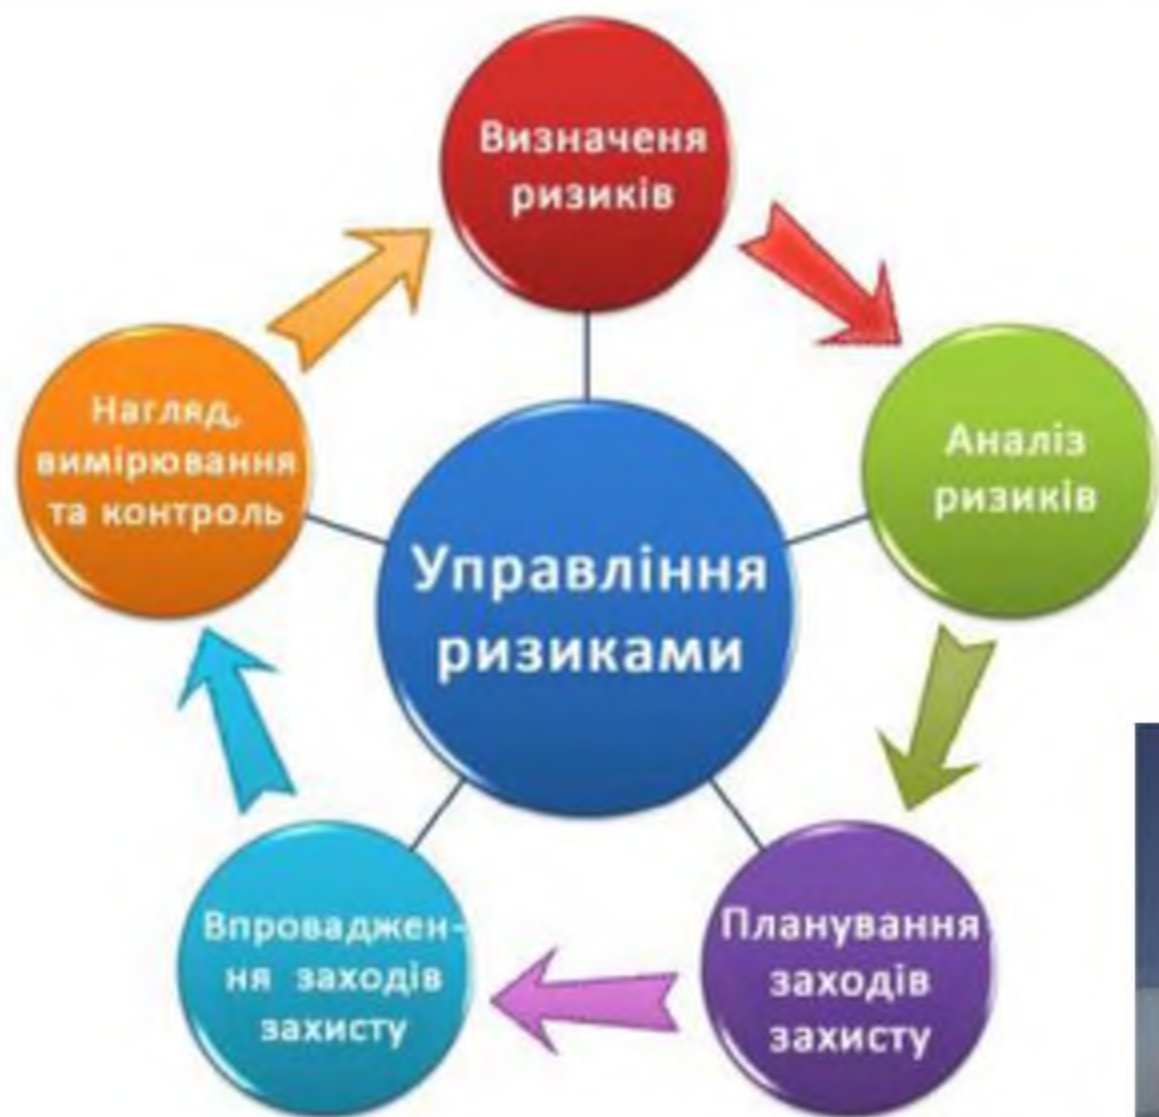 Визначеня
ризиків
Аналіз
ризиків
Планування
заходів
захисту
Впроваджен-
ня заходів
захисту
Нагляд,
вимірювання
та контроль
Управління
ризиками